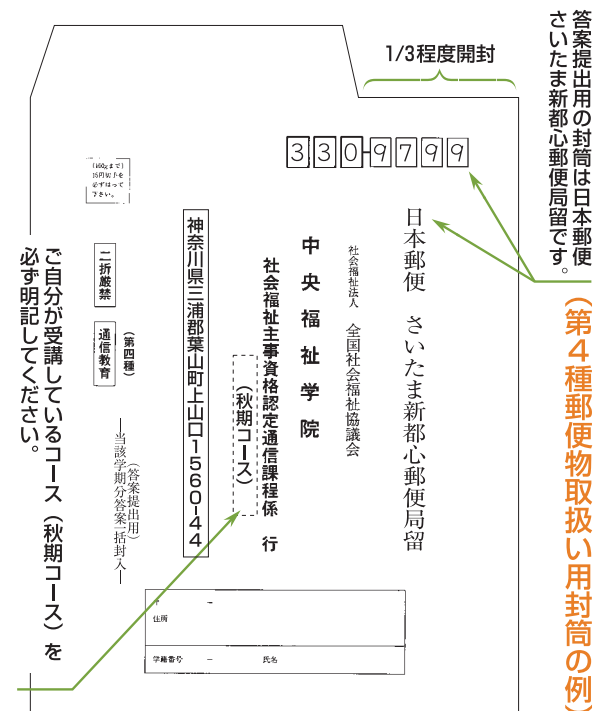 答案提出用の封筒は日本郵便
さいたま新都心郵便局留です。
(第4種郵便物取扱い用封筒の例)
1/3程度開封
330-9799
日本郵便 さいたま新都心郵便局留
社会福祉法人 全国社会福祉協議会
中央福祉学院
社会福祉主事資格認定通信課程係 行
(秋期コース)
神奈川県三浦郡葉山町上山口1560-44
必ずはって
下さい。
(第四種)
通信教育
二折厳禁
(答案提出用)
―当該学期分答案一括封入―
ご自分が受講しているコース(秋期コース)を
必ず明記してください。
〒 −
住所
学籍番号 − 氏名